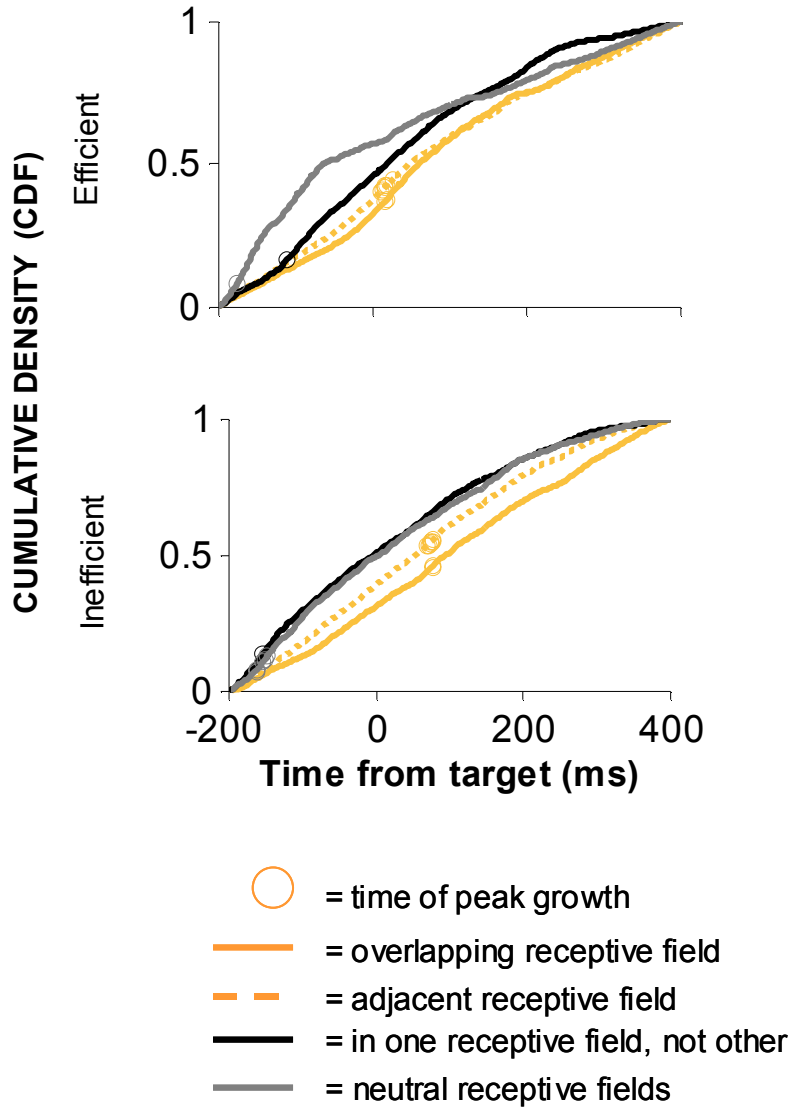 CUMULATIVE DENSITY (CDF)
Efficient
1
0.5
0
Inefficient
1
0.5
0
-200 0 200 400
Time from target (ms)
= time of peak growth
= overlapping receptive field
= adjacent receptive field
= in one receptive field, not other
= neutral receptive fields